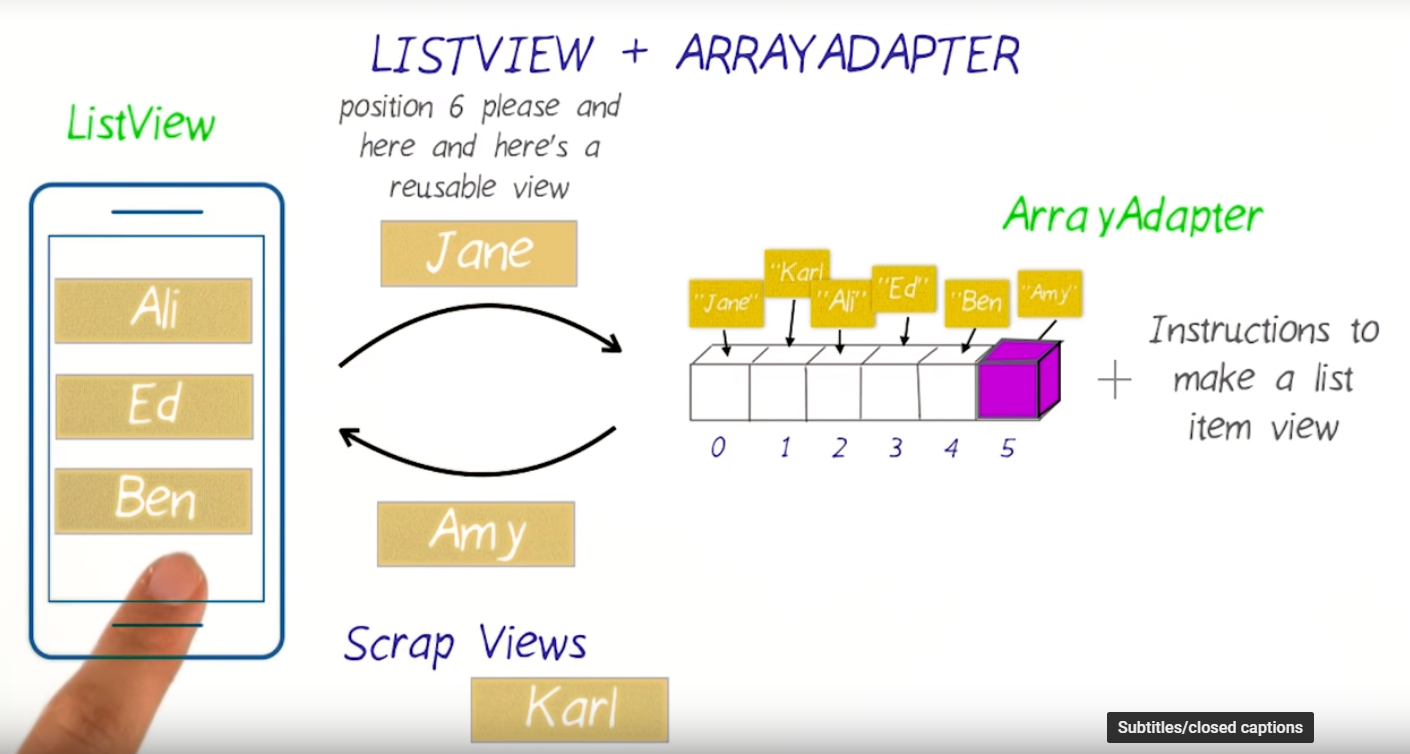 LISTVIEW + ARRAYADAPTER
ListView
position 6 please and
here and here's a
reusable view
Jane
ArrayAdapter
Ali
Ed
Ben
"Jane"
"Karl
"Ali"
"Ed"
"Ben
"Amy"
0 1 2 3 4 5
+
Instructions to
make a list
item view
Amy
Scrap Views
Karl
Subtitles/closed captions